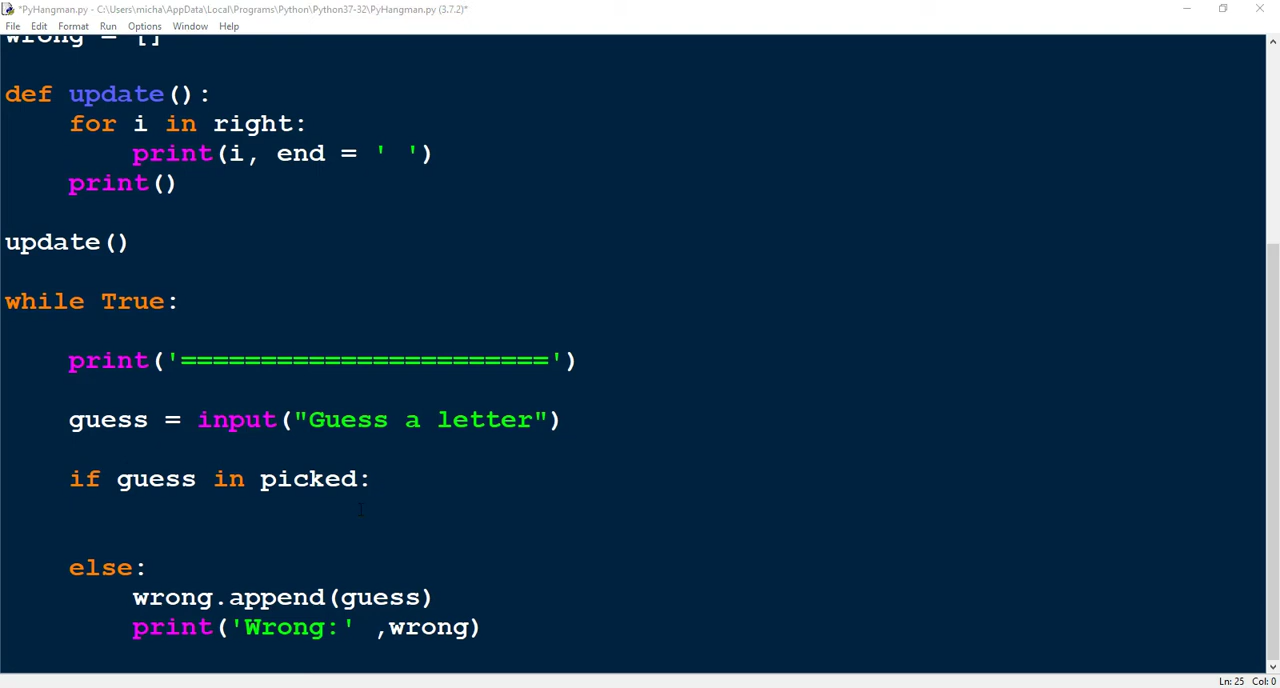 *PyHangman.py - C:\Users\micha\AppData\Local\Programs\Python\Python37-32\PyHangman.py (3.7.2)*
File Edit Format Run Options Window Help
wrong = []
def update():
    for i in right:
        print(i, end = ' ')
    print()
update()
while True:
    print('=======================')
    guess = input("Guess a letter")
    if guess in picked:
    else:
        wrong.append(guess)
        print('Wrong:' ,wrong)
Ln: 25 Col: 0